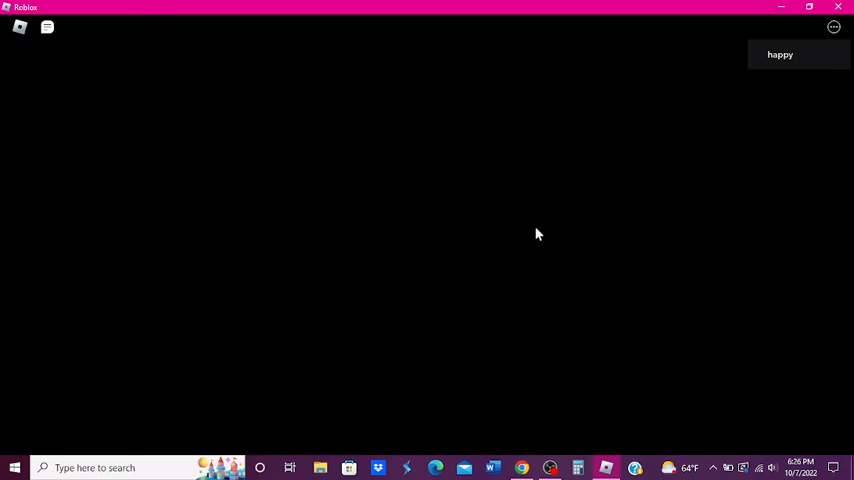 Roblox
happy
Type here to search
64°F
6:26 PM
10/7/2022